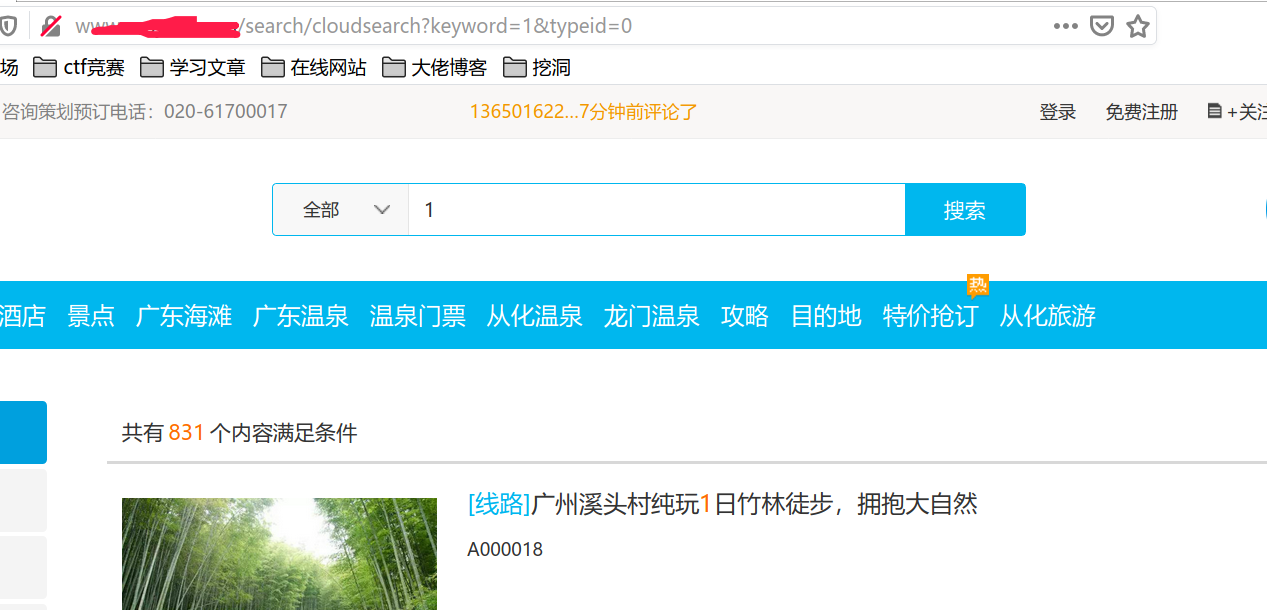 ww /search/cloudsearch?keyword=1&typeid=0
场 ctf竞赛 学习文章 在线网站 大佬博客 挖洞
咨询策划预订电话：020-61700017 136501622...7分钟前评论了 登录 免费注册 +关注
全部 1 搜索
热
酒店 景点 广东海滩 广东温泉 温泉门票 从化温泉 龙门温泉 攻略 目的地 特价抢订 从化旅游
共有 831 个内容满足条件
[线路]广州溪头村纯玩1日竹林徒步，拥抱大自然
A000018